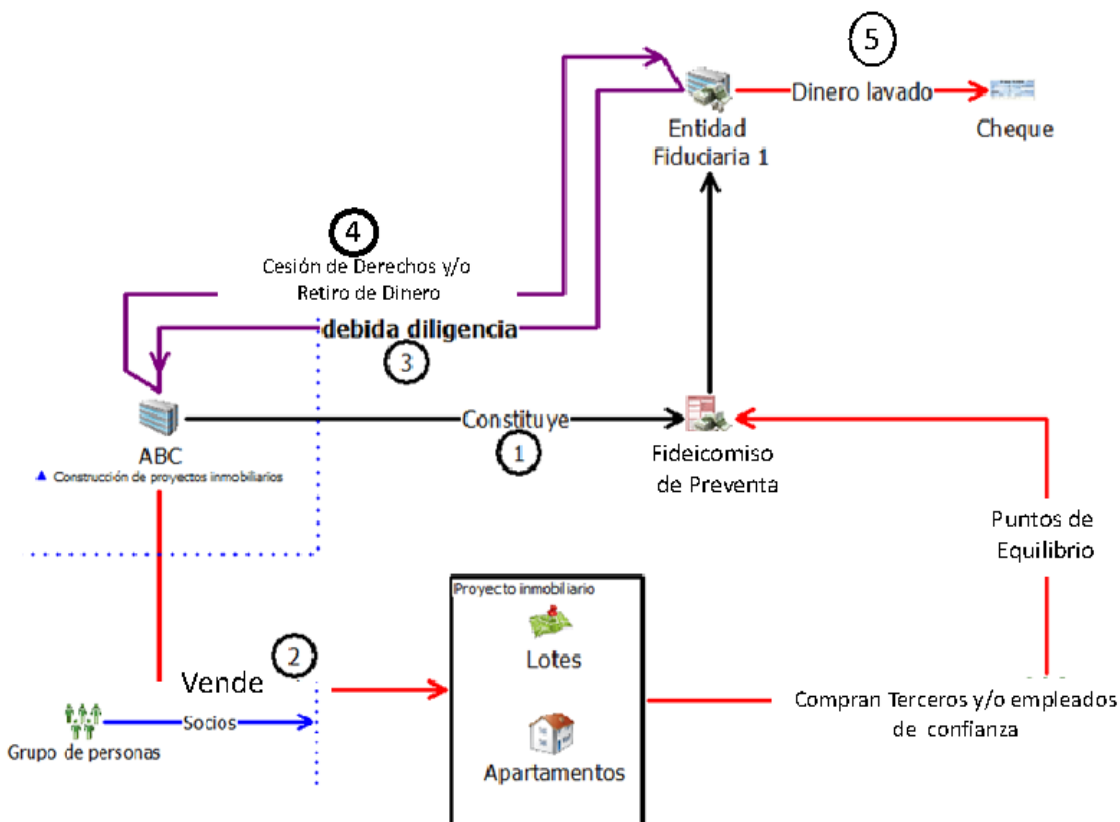 5
Dinero lavado
Cheque
Entidad
Fiduciaria 1
4
Cesión de Derechos y/o
Retiro de Dinero
debida diligencia
3
Constituye
1
ABC
Construcción de proyectos inmobiliarios
Fideicomiso
de Preventa
Puntos de
Equilibrio
Proyecto inmobiliario
Lotes
Apartamentos
2
Vende
Socios
Grupo de personas
Compran Terceros y/o empleados
de confianza